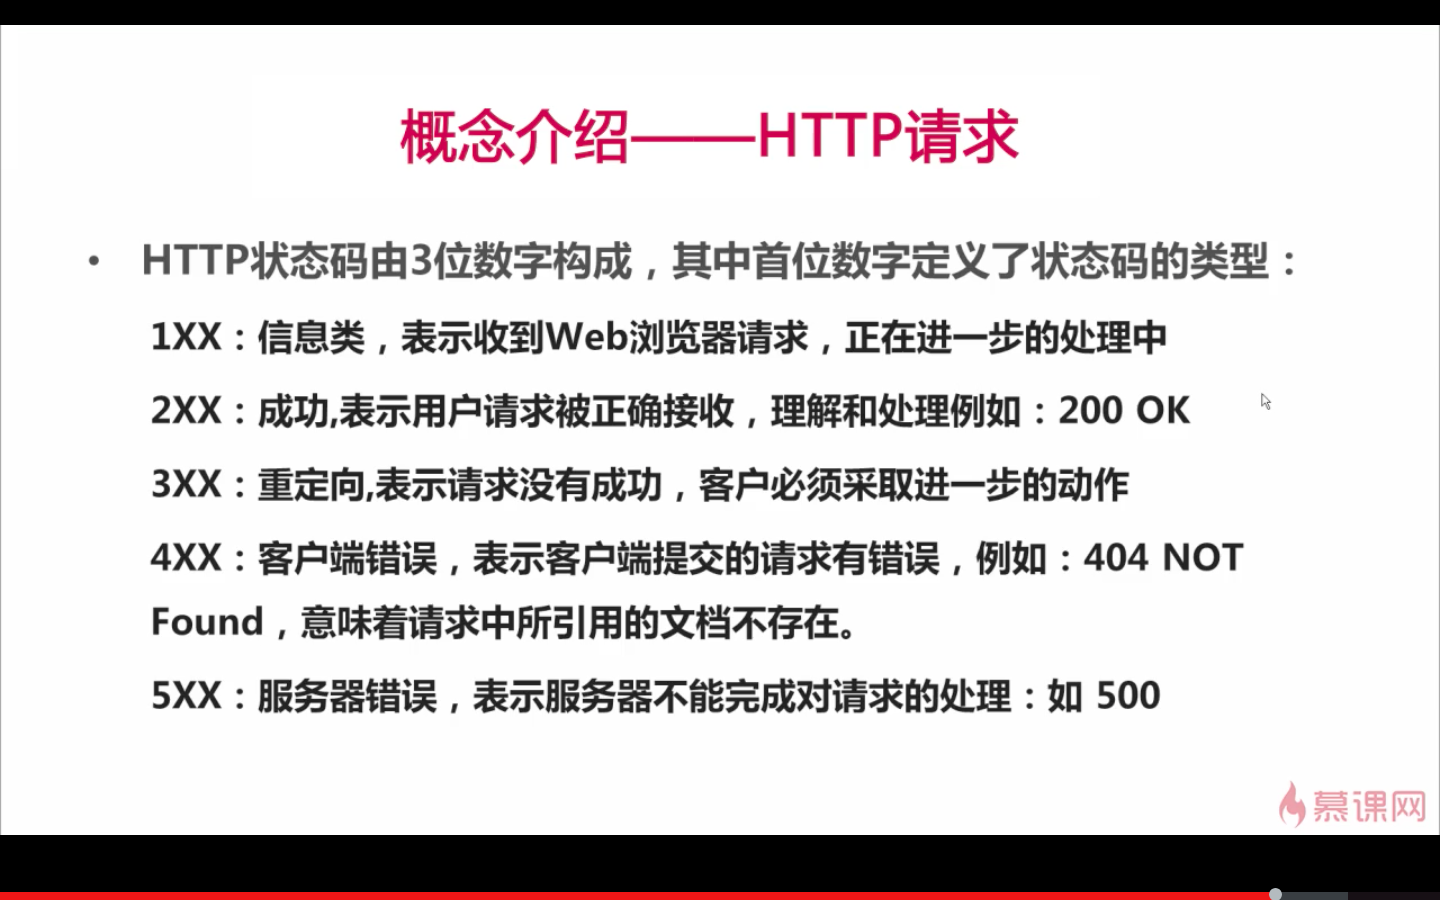 概念介绍——HTTP请求
• HTTP状态码由3位数字构成，其中首位数字定义了状态码的类型：
1XX：信息类，表示收到Web浏览器请求，正在进一步的处理中
2XX：成功,表示用户请求被正确接收，理解和处理例如：200 OK
3XX：重定向,表示请求没有成功，客户必须采取进一步的动作
4XX：客户端错误，表示客户端提交的请求有错误，例如：404 NOT
Found，意味着请求中所引用的文档不存在。
5XX：服务器错误，表示服务器不能完成对请求的处理：如 500
慕课网